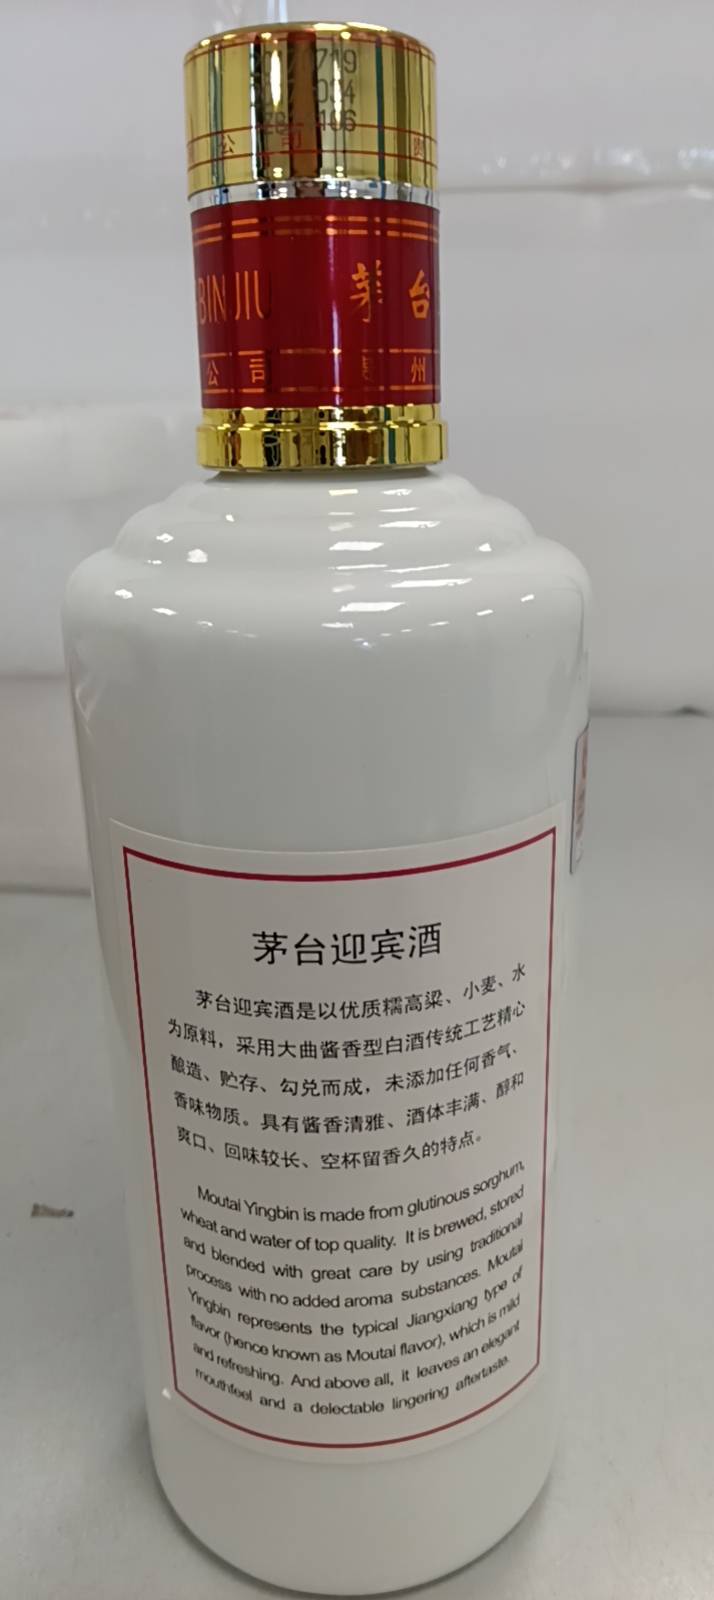 公 司 贵
BIN JIU 茅 台
公 司 贵 州
茅台迎宾酒
茅台迎宾酒是以优质糯高粱、小麦、水
为原料，采用大曲酱香型白酒传统工艺精心
酿造、贮存、勾兑而成，未添加任何香气、
香味物质。具有酱香清雅、酒体丰满、醇和
爽口、回味较长、空杯留香久的特点。
Moutai Yingbin is made from glutinous sorghum,
wheat and water of top quality. It is brewed, stored
and blended with great care by using traditional
process with no added aroma substances. Moutai
Yingbin represents the typical Jiangxiang type of
flavor (hence known as Moutai flavor), which is mild
and refreshing. And above all, it leaves an elegant
mouthfeel and a delectable lingering aftertaste.